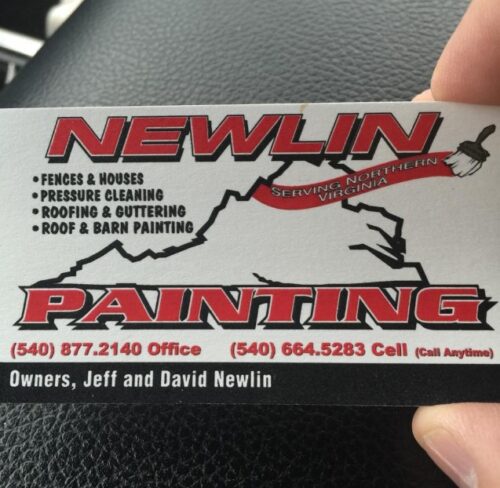 NEWLIN
SERVING NORTHERN
VIRGINIA
• FENCES & HOUSES
• PRESSURE CLEANING
• ROOFING & GUTTERING
• ROOF & BARN PAINTING
PAINTING
(540) 877.2140 Office (540) 664.5283 Cell (Call Anytime)
Owners, Jeff and David Newlin